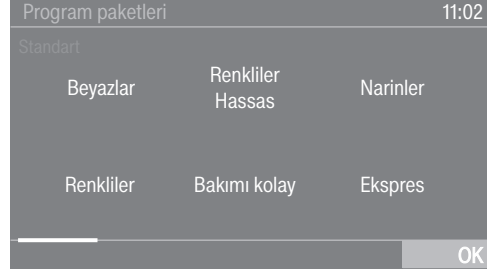 Program paketleri 11:02
Standart
Beyazlar
Renkliler
Hassas
Narinler
Renkliler
Bakımı kolay
Ekspres
OK